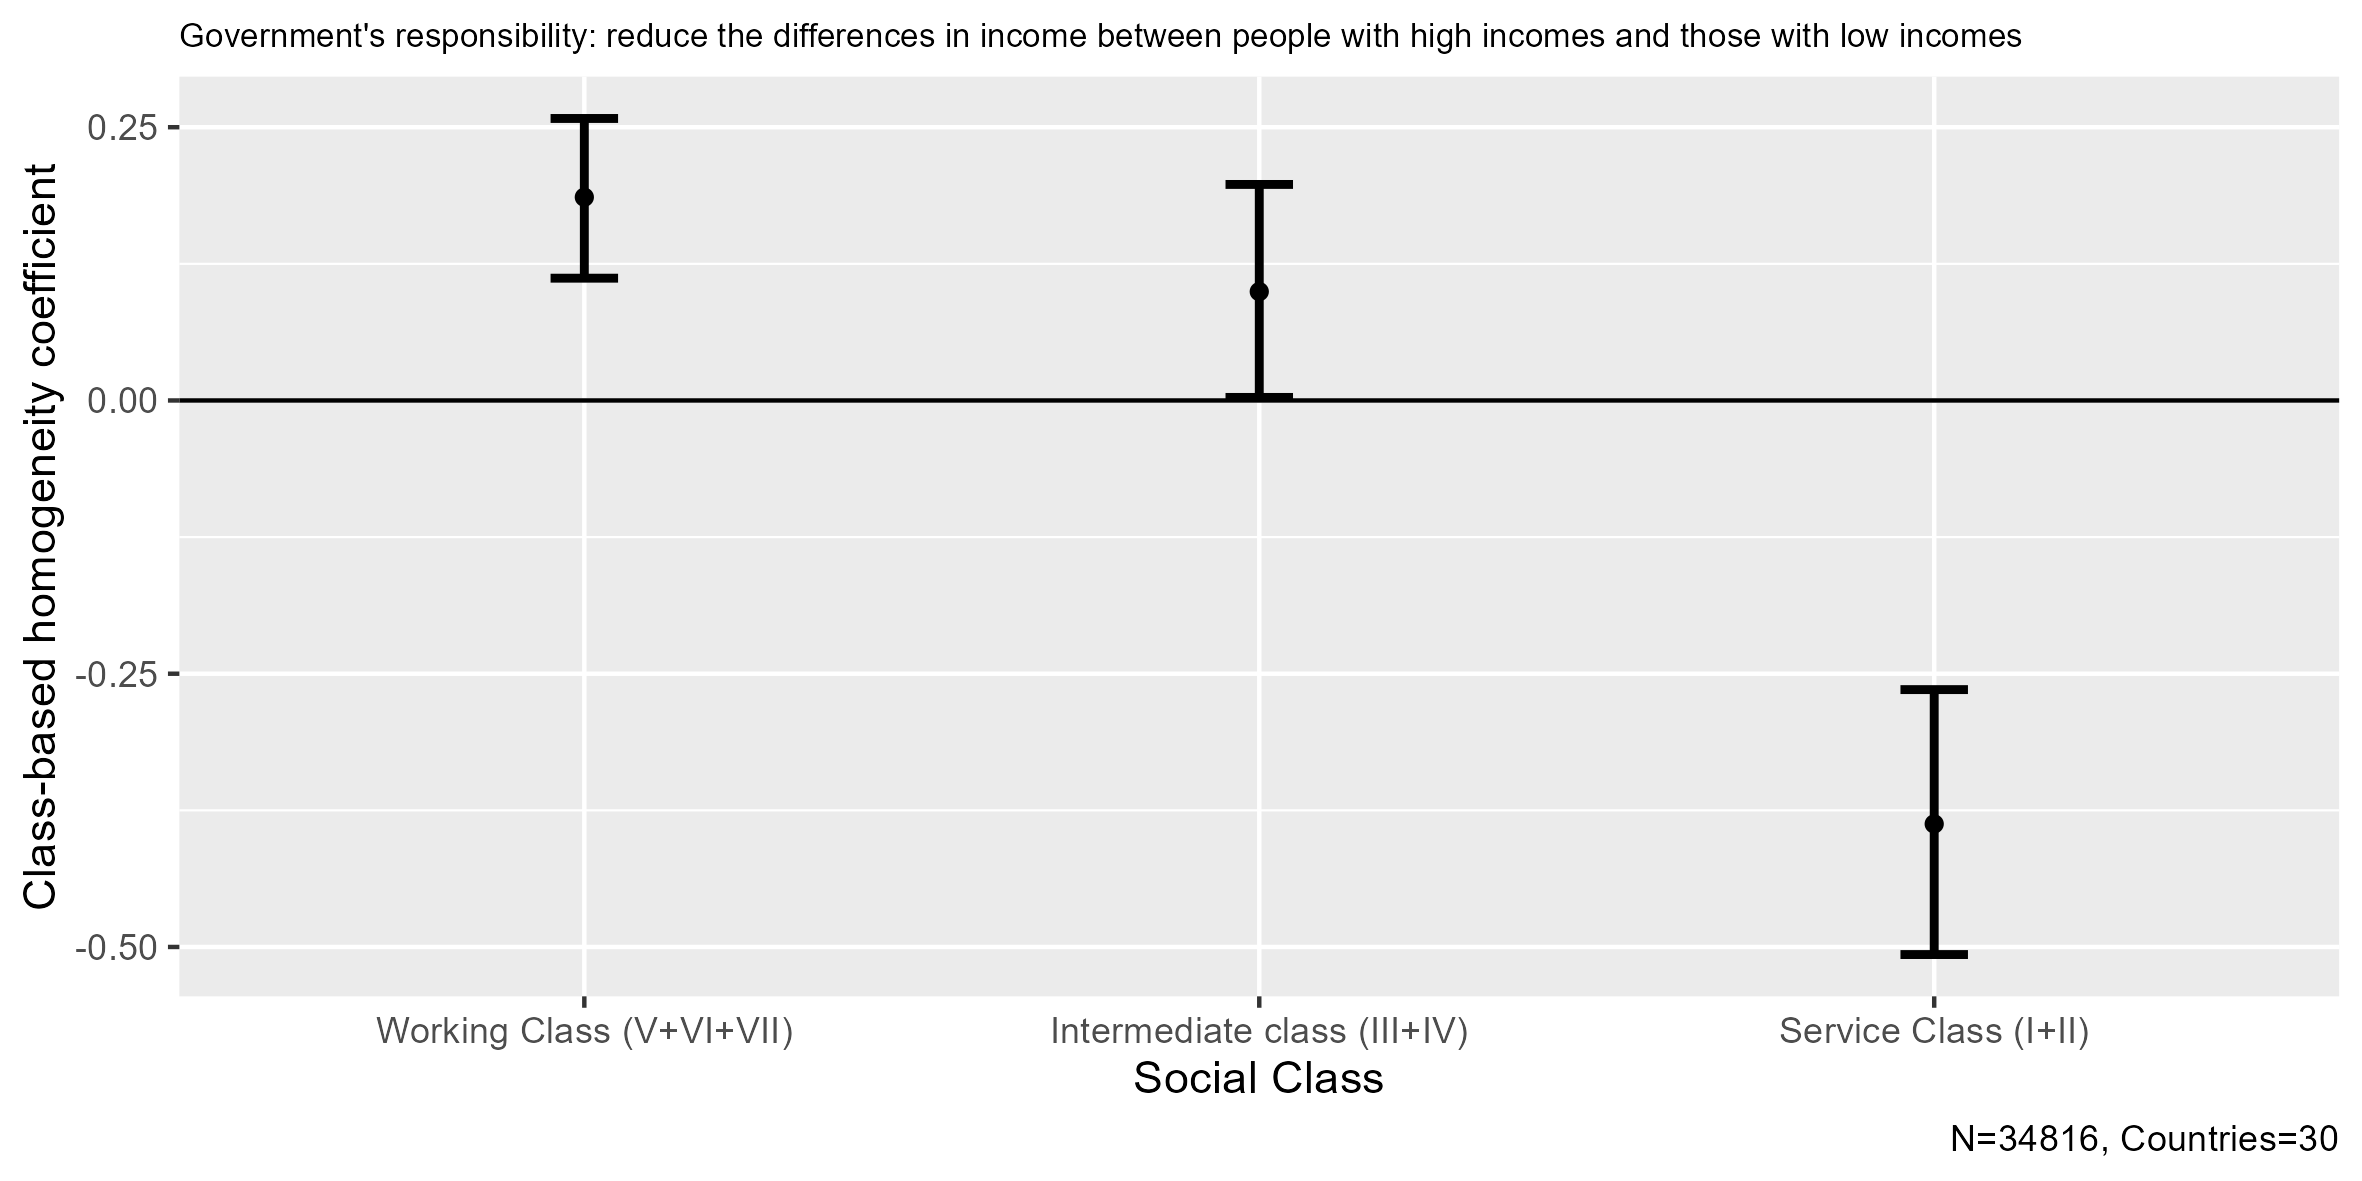 Government's responsibility: reduce the differences in income between people with high incomes and those with low incomes
Class-based homogeneity coefficient
0.25
0.00
-0.25
-0.50
Working Class (V+VI+VII)
Intermediate class (III+IV)
Service Class (I+II)
Social Class
N=34816, Countries=30